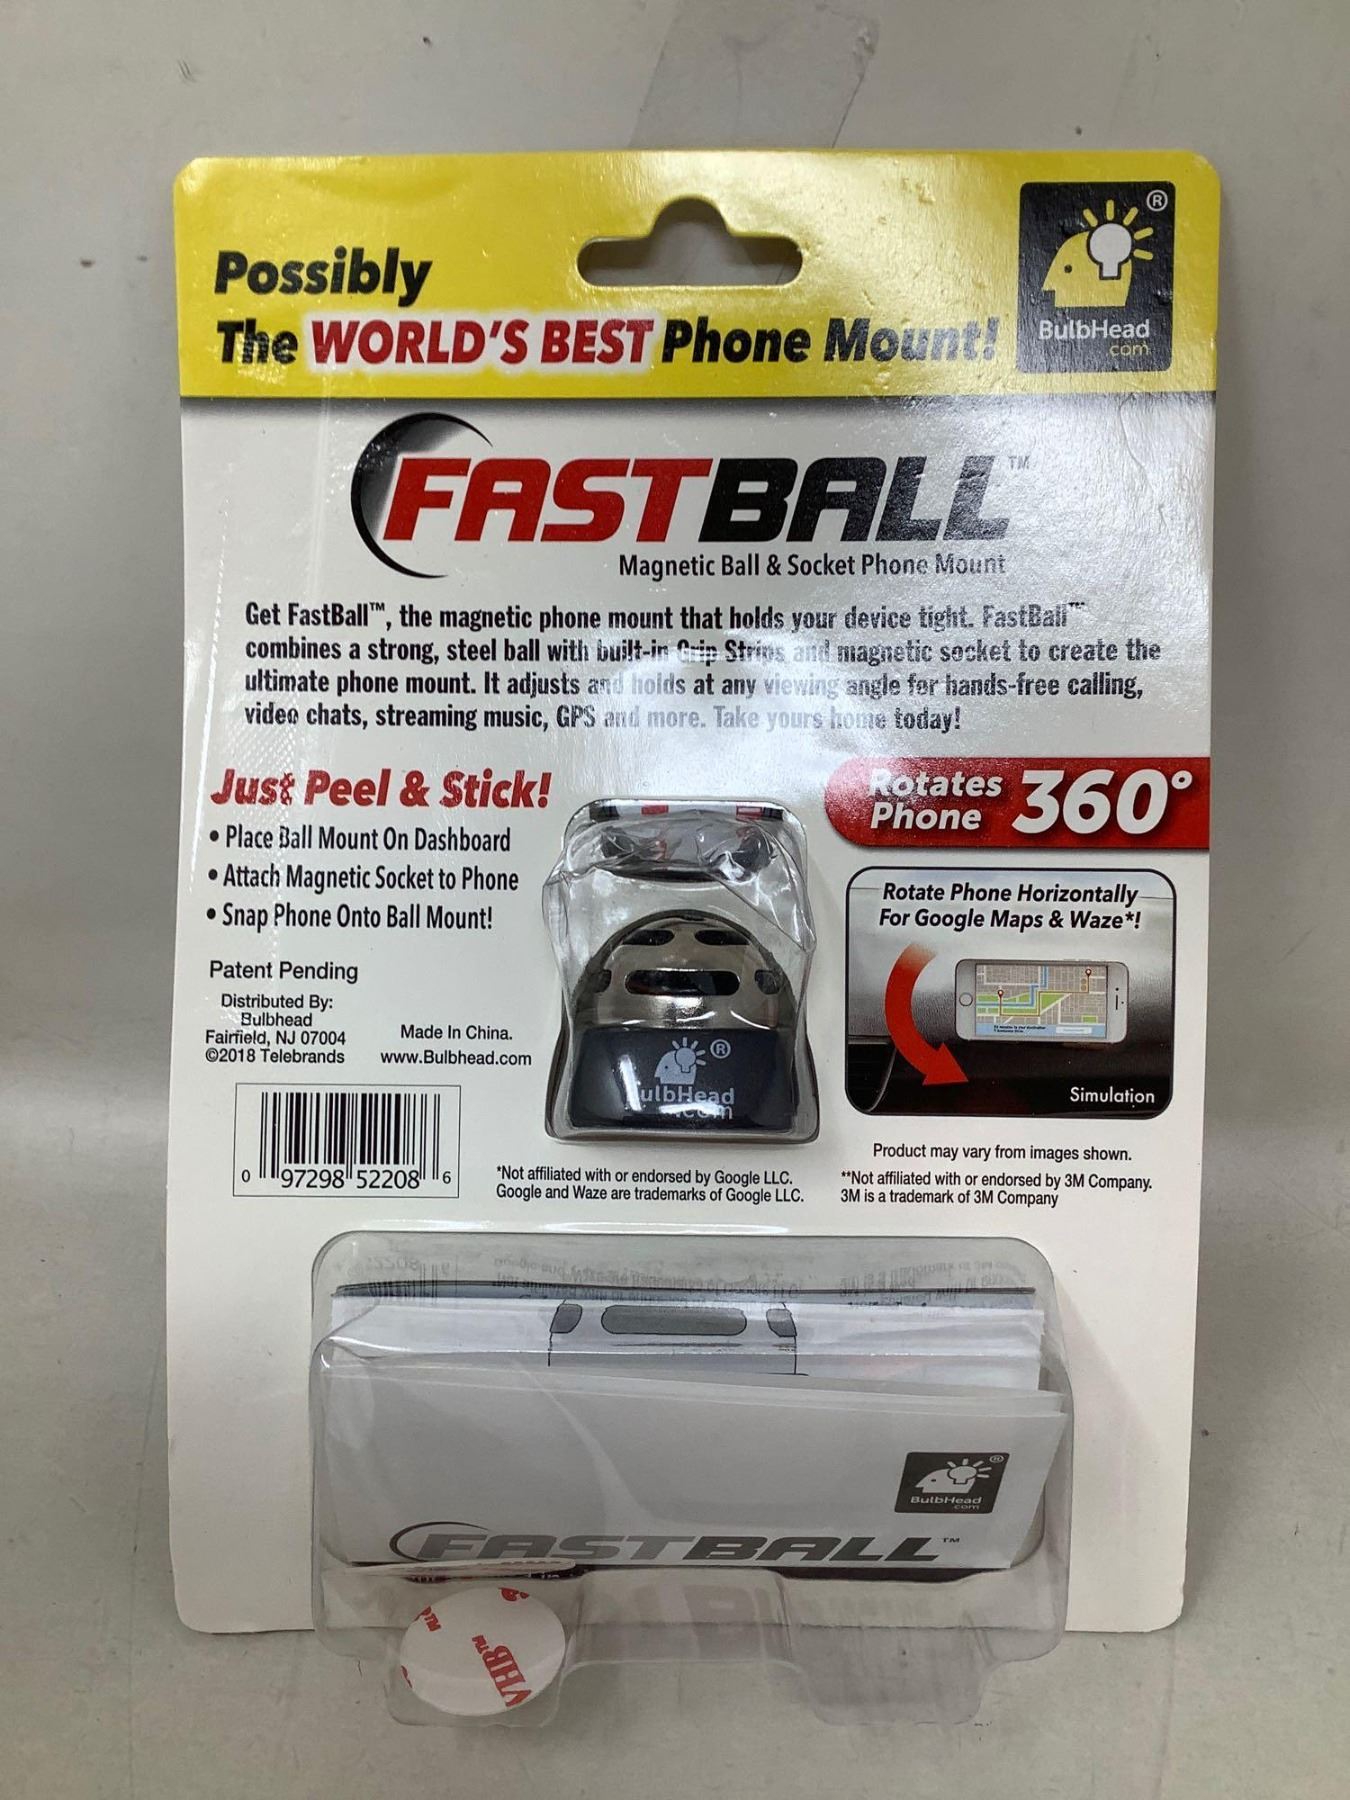 Possibly
The WORLD'S BEST Phone Mount!
®
BulbHead
.com
FASTBALL™
Magnetic Ball & Socket Phone Mount
Get FastBall™, the magnetic phone mount that holds your device tight. FastBall™
combines a strong, steel ball with built-in Grip Strips and magnetic socket to create the
ultimate phone mount. It adjusts and holds at any viewing angle for hands-free calling,
video chats, streaming music, GPS and more. Take yours home today!
Just Peel & Stick!
• Place Ball Mount On Dashboard
• Attach Magnetic Socket to Phone
• Snap Phone Onto Ball Mount!
Rotates
Phone 360°
Rotate Phone Horizontally
For Google Maps & Waze*!
Simulation
Patent Pending
Distributed By:
Bulbhead
Fairfield, NJ 07004
©2018 Telebrands
Made In China.
www.Bulbhead.com
®
BulbHead
.com
0 97298 52208 6
*Not affiliated with or endorsed by Google LLC.
Google and Waze are trademarks of Google LLC.
Product may vary from images shown.
**Not affiliated with or endorsed by 3M Company.
3M is a trademark of 3M Company
®
BulbHead
.com
FASTBALL™
VHB™